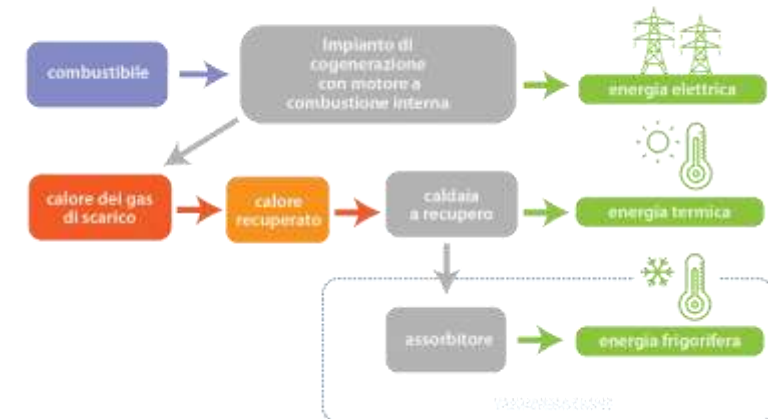 combustibile
Impianto di
cogenerazione
con motore a
combustione interna
energia elettrica
calore dei gas
di scarico
calore
recuperato
caldaia
a recupero
energia termica
assorbitore
energia frigorifera